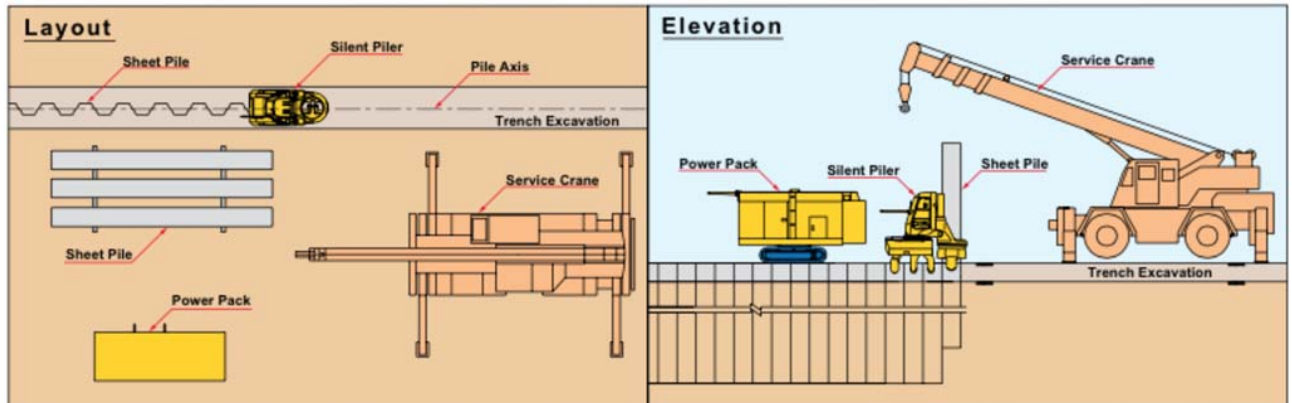 Layout
Silent Piler
Sheet Pile
Pile Axis
Trench Excavation
Service Crane
Sheet Pile
Power Pack
Elevation
Service Crane
Power Pack
Silent Piler
Sheet Pile
Trench Excavation